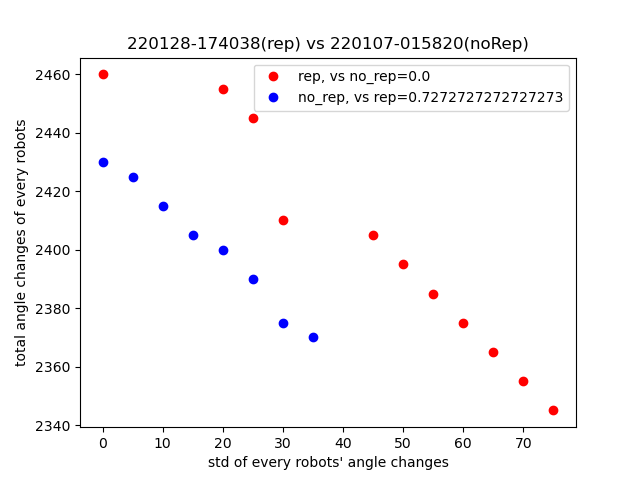 220128-174038(rep) vs 220107-015820(noRep)
rep, vs no_rep=0.0
no_rep, vs rep=0.7272727272727273
total angle changes of every robots
2460
2440
2420
2400
2380
2360
2340
0 10 20 30 40 50 60 70
std of every robots' angle changes